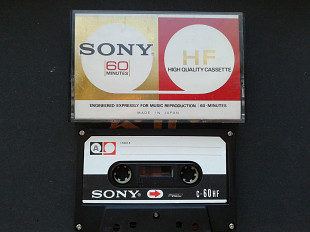 SONY
60
MINUTES
HF
HIGH QUALITY CASSETTE
ENGINEERED EXPRESSLY FOR MUSIC REPRODUCTION | 60 MINUTES
MADE IN JAPAN
A
SONY
C-60HF